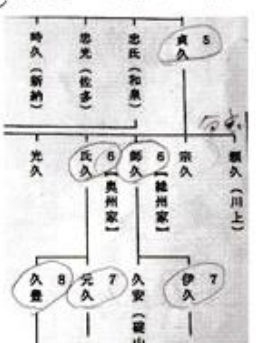 貞久 5
忠氏（和泉）
忠光（佐多）
時久（新納）
頼久（川上）
宗久
師久 6【総州家】
氏久 6【奥州家】
光久
伊久 7
久安（碇山
元久 7
久豊 8